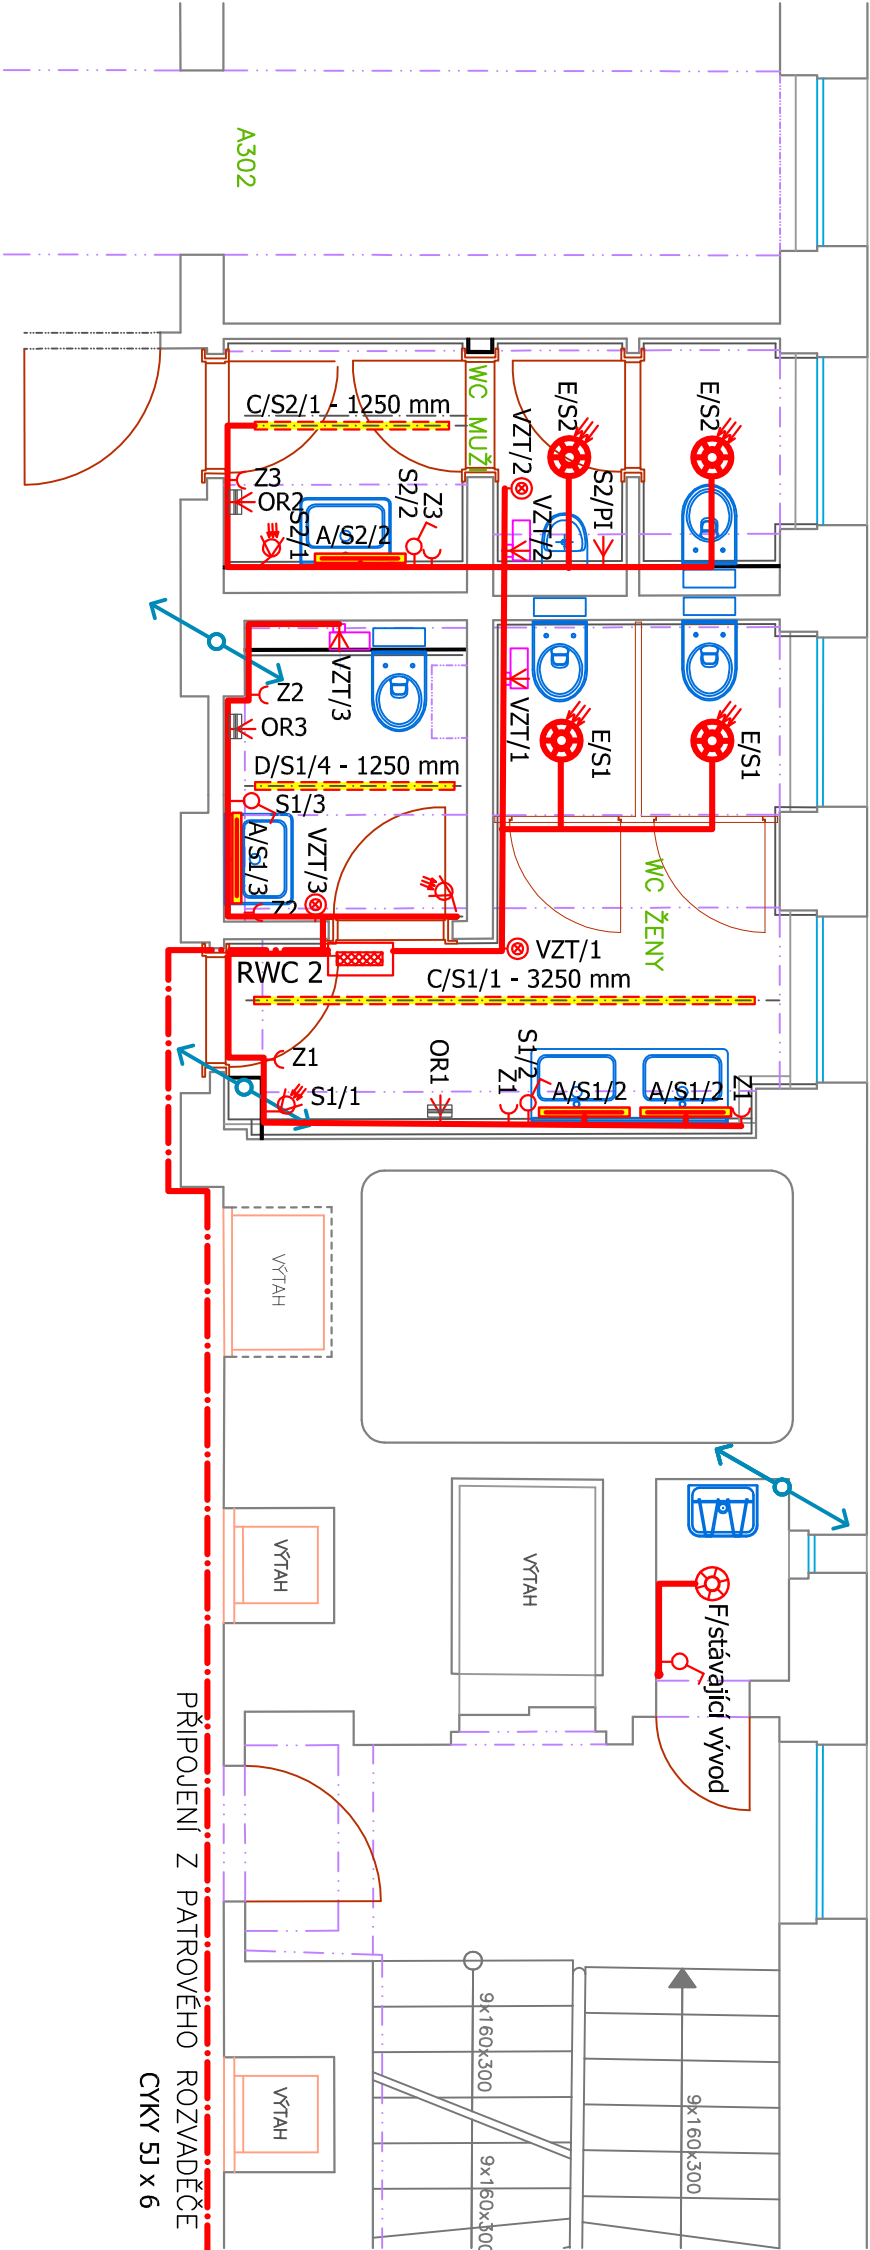 A302
C/S2/1 - 1250 mm
WC MUŽI
E/S2
E/S2
VZT/2
Z3
OR2
S2/1
A/S2/2
S2/2
Z3
VZT/2
S2/PI
VZT/3
Z2
OR3
D/S1/4 - 1250 mm
S1/3
A/S1/3
VZT/3
Z2
VZT/1
E/S1
E/S1
WC ŽENY
VZT/1
RWC 2
C/S1/1 - 3250 mm
Z1
S1/1
OR1
Z1
S1/2
A/S1/2
A/S1/2
Z1
VÝTAH
VÝTAH
VÝTAH
F/stávající vývod
PŘIPOJENÍ Z PATROVÉHO ROZVADĚČE
CYKY 5J x 6
9x160x300
9x160x300
9x160x300
VÝTAH